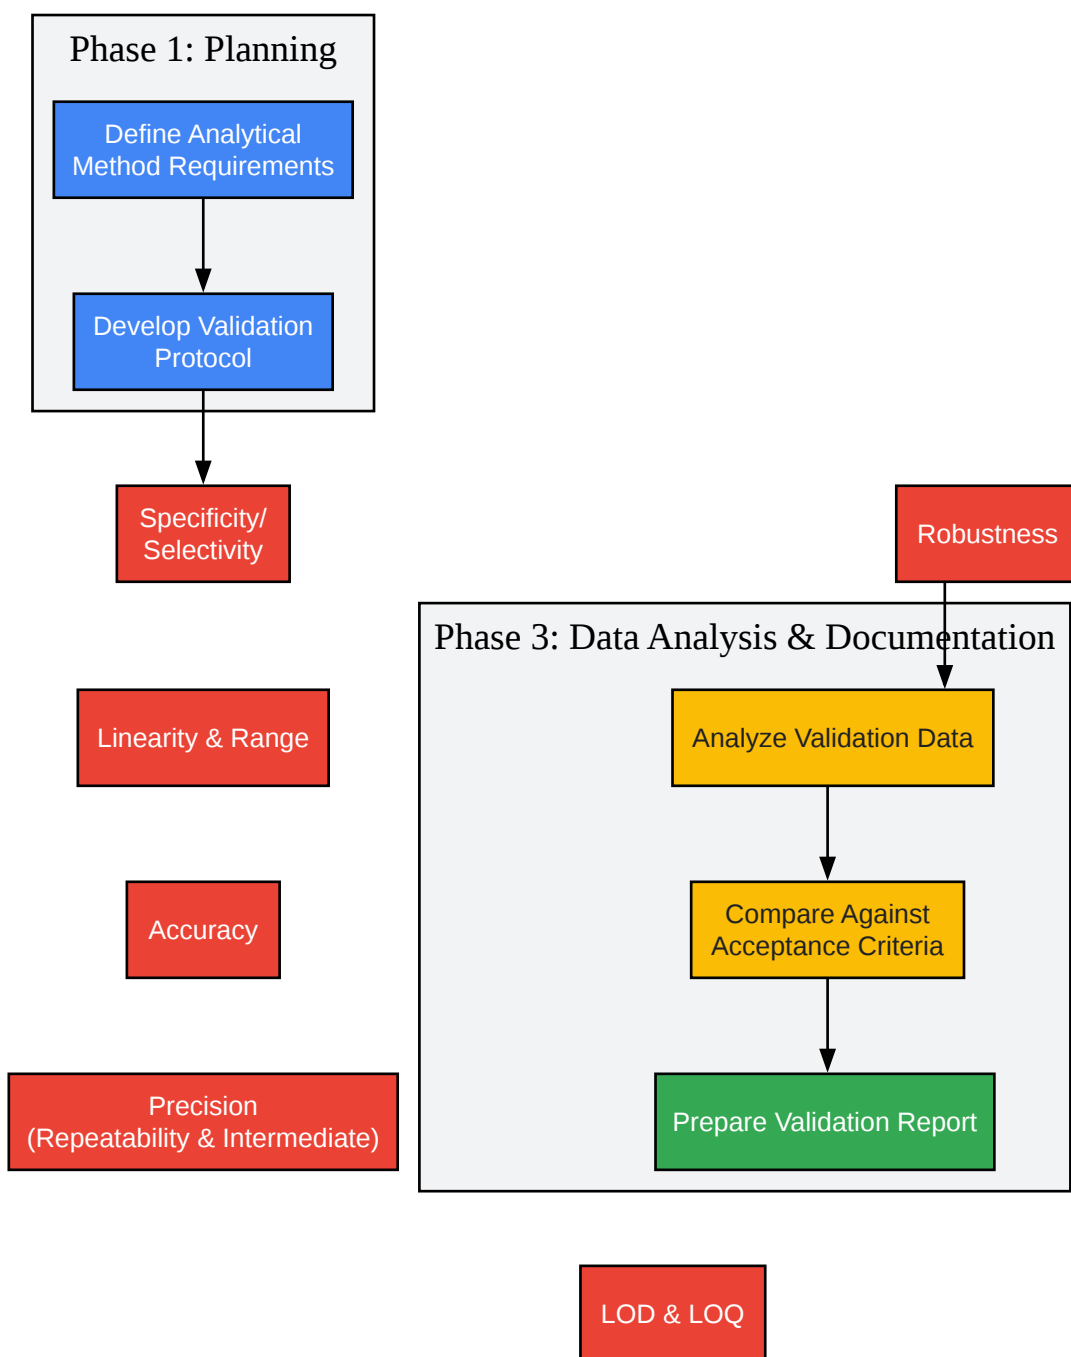 Phase 1: Planning
Define Analytical
Method Requirements
Develop Validation
Protocol
Specificity/
Selectivity
Robustness
Phase 3: Data Analysis & Documentation
Linearity & Range
Analyze Validation Data
Accuracy
Compare Against
Acceptance Criteria
Precision
(Repeatability & Intermediate)
Prepare Validation Report
LOD & LOQ